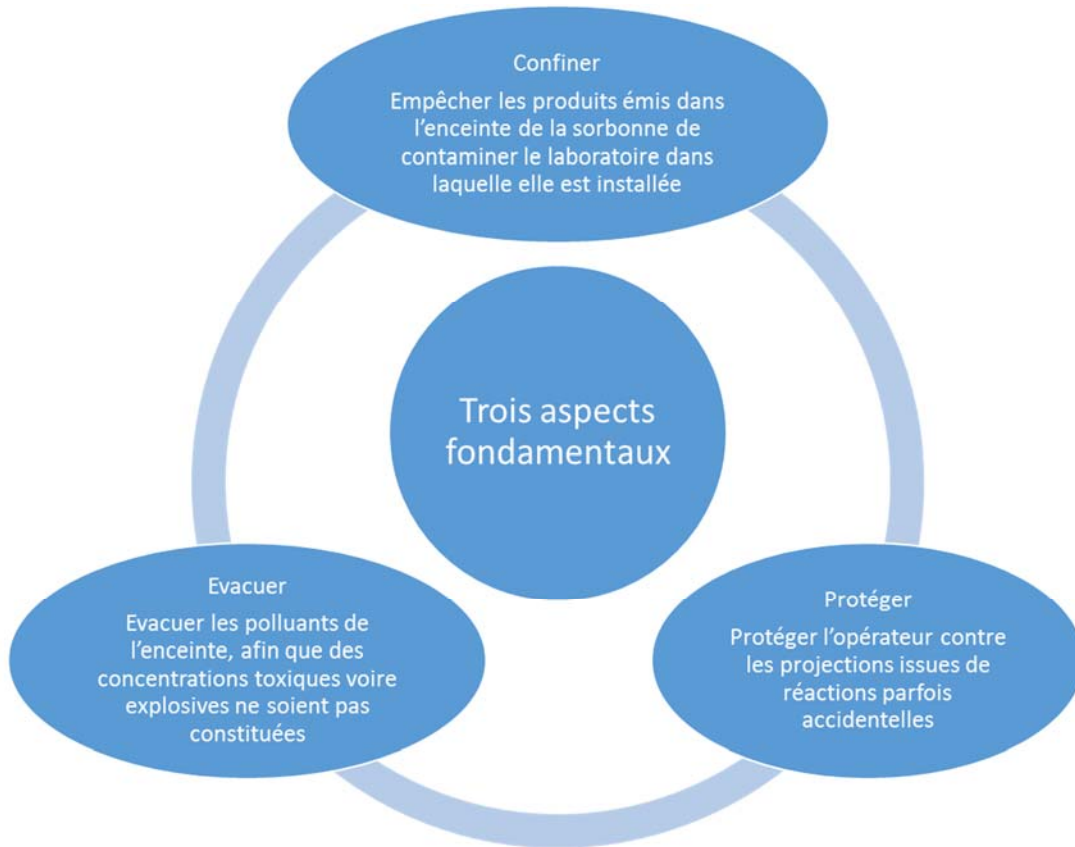 Confiner
Empêcher les produits émis dans
l'enceinte de la sorbonne de
contaminer le laboratoire dans
laquelle elle est installée
Trois aspects
fondamentaux
Evacuer
Evacuer les polluants de
l'enceinte, afin que des
concentrations toxiques voire
explosives ne soient pas
constituées
Protéger
Protéger l'opérateur contre
les projections issues de
réactions parfois
accidentelles